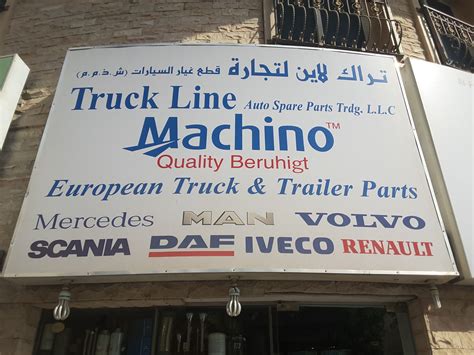 تراك لاين لتجارة قطع غيار السيارات (ش.ذ.م.م)
Truck Line Auto Spare Parts Trdg. L.L.C
Machino™
Quality Beruhigt
European Truck & Trailer Parts
Mercedes MAN VOLVO
SCANIA DAF IVECO RENAULT